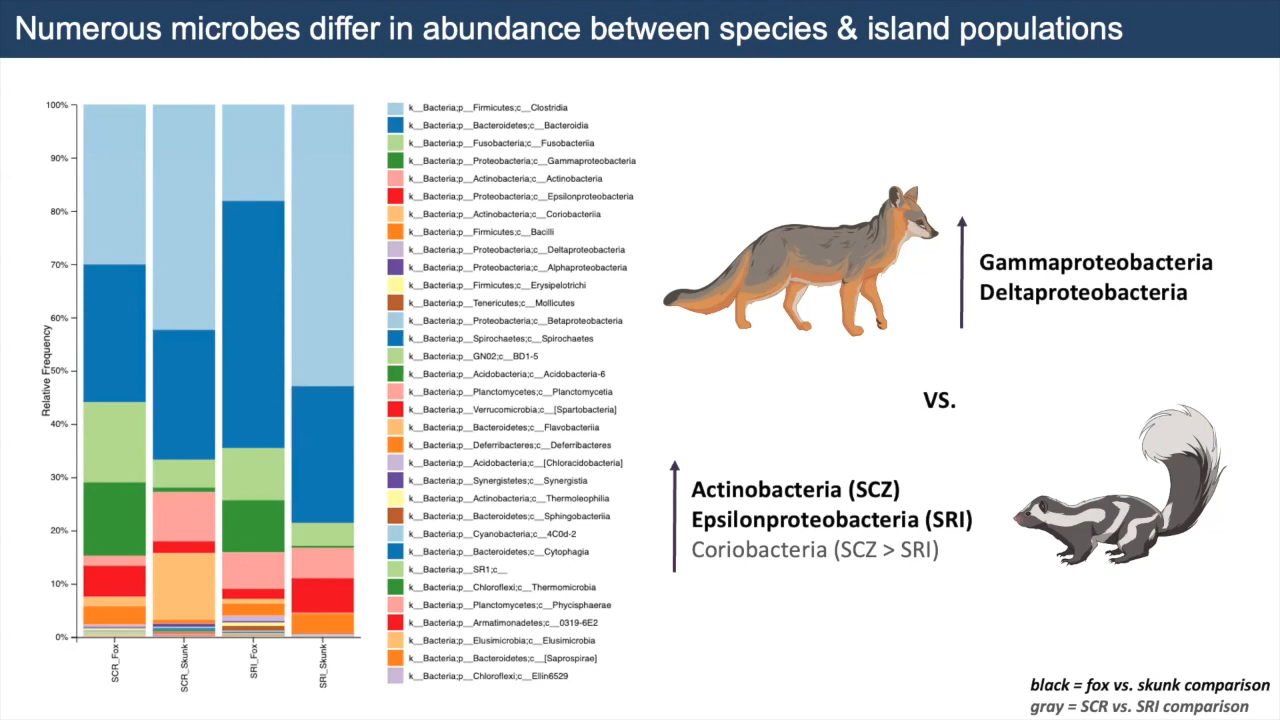 Numerous microbes differ in abundance between species & island populations
100%
90%
80%
70%
60%
50%
40%
30%
20%
10%
0%
Relative Frequency
SCR_Fox
SCR_Skunk
SRI_Fox
SRI_Skunk
k__Bacteria;p__Firmicutes;c__Clostridia
k__Bacteria;p__Bacteroidetes;c__Bacteroidia
k__Bacteria;p__Fusobacteria;c__Fusobacteriia
k__Bacteria;p__Proteobacteria;c__Gammaproteobacteria
k__Bacteria;p__Actinobacteria;c__Actinobacteria
k__Bacteria;p__Proteobacteria;c__Epsilonproteobacteria
k__Bacteria;p__Actinobacteria;c__Coriobacteriia
k__Bacteria;p__Firmicutes;c__Bacilli
k__Bacteria;p__Proteobacteria;c__Deltaproteobacteria
k__Bacteria;p__Proteobacteria;c__Alphaproteobacteria
k__Bacteria;p__Firmicutes;c__Erysipelotrichi
k__Bacteria;p__Tenericutes;c__Mollicutes
k__Bacteria;p__Proteobacteria;c__Betaproteobacteria
k__Bacteria;p__Spirochaetes;c__Spirochaetes
k__Bacteria;p__GN02;c__BD1-5
k__Bacteria;p__Acidobacteria;c__Acidobacteria-6
k__Bacteria;p__Planctomycetes;c__Planctomycetia
k__Bacteria;p__Verrucomicrobia;c__[Spartobacteria]
k__Bacteria;p__Bacteroidetes;c__Flavobacteriia
k__Bacteria;p__Deferribacteres;c__Deferribacteres
k__Bacteria;p__Acidobacteria;c__[Chloracidobacteria]
k__Bacteria;p__Synergistetes;c__Synergistia
k__Bacteria;p__Actinobacteria;c__Thermoleophilia
k__Bacteria;p__Bacteroidetes;c__Sphingobacteriia
k__Bacteria;p__Cyanobacteria;c__4C0d-2
k__Bacteria;p__Bacteroidetes;c__Cytophagia
k__Bacteria;p__SR1;c__
k__Bacteria;p__Chloroflexi;c__Thermomicrobia
k__Bacteria;p__Planctomycetes;c__Phycisphaerae
k__Bacteria;p__Armatimonadetes;c__0319-6E2
k__Bacteria;p__Elusimicrobia;c__Elusimicrobia
k__Bacteria;p__Bacteroidetes;c__[Saprospirae]
k__Bacteria;p__Chloroflexi;c__Ellin6529
Gammaproteobacteria
Deltaproteobacteria
VS.
Actinobacteria (SCZ)
Epsilonproteobacteria (SRI)
Coriobacteria (SCZ > SRI)
black = fox vs. skunk comparison
gray = SCR vs. SRI comparison